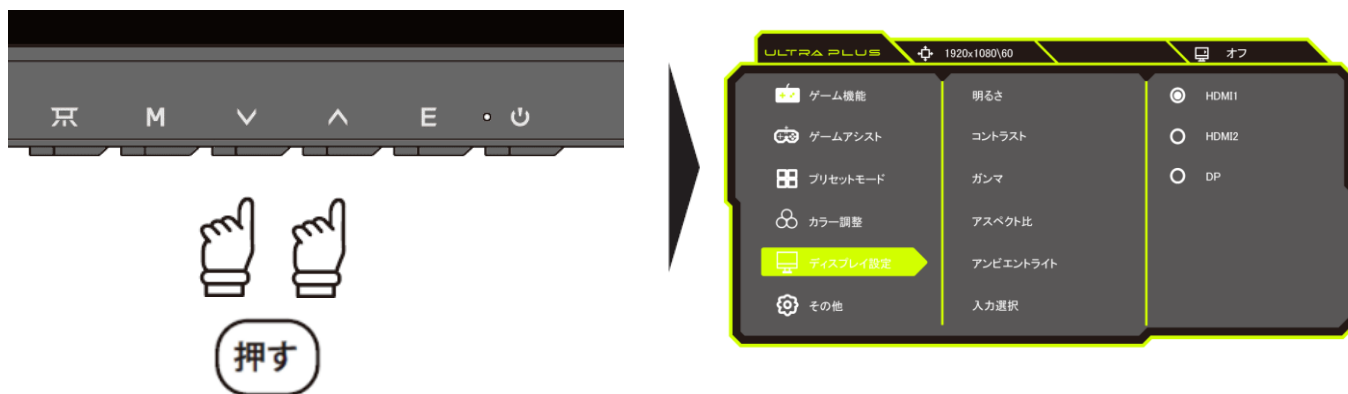 M
E
押す
ULTRA PLUS
1920x1080\60
オフ
ゲーム機能
明るさ
HDMI1
ゲームアシスト
コントラスト
HDMI2
プリセットモード
ガンマ
DP
カラー調整
アスペクト比
ディスプレイ設定
アンビエントライト
その他
入力選択